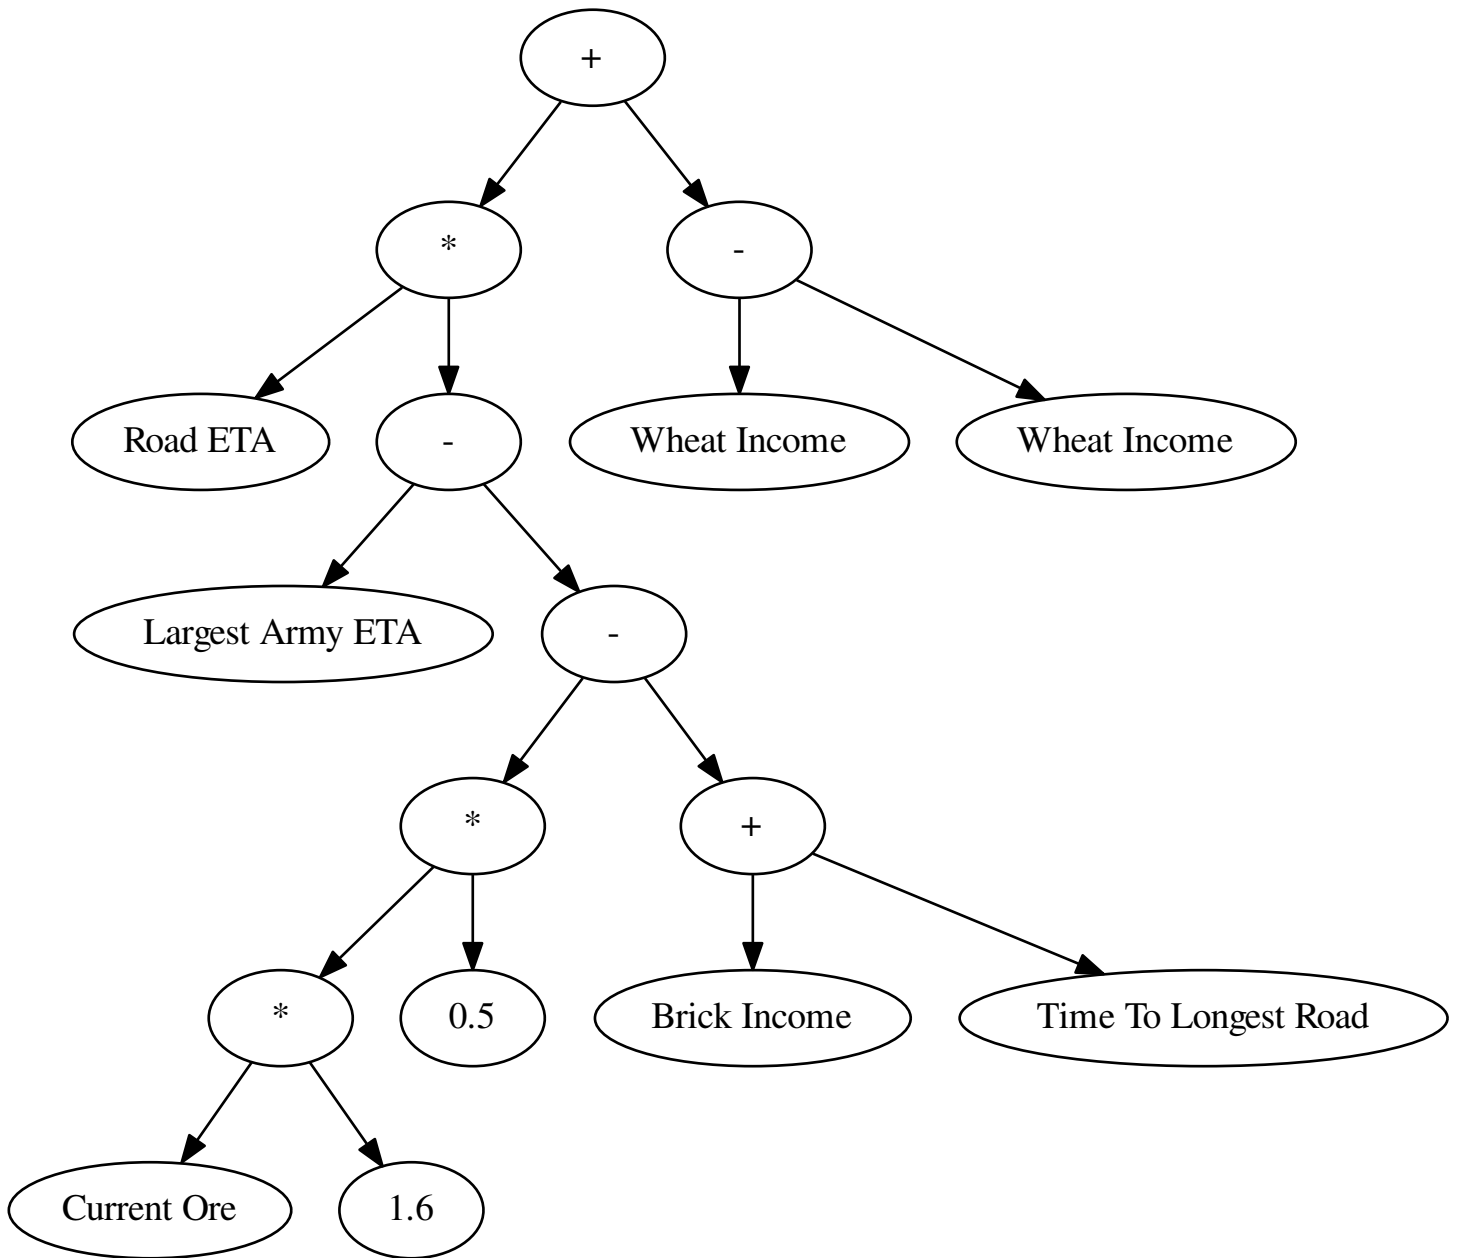 +
*
-
Road ETA
-
Wheat Income
Wheat Income
Largest Army ETA
-
*
+
*
0.5
Brick Income
Time To Longest Road
Current Ore
1.6